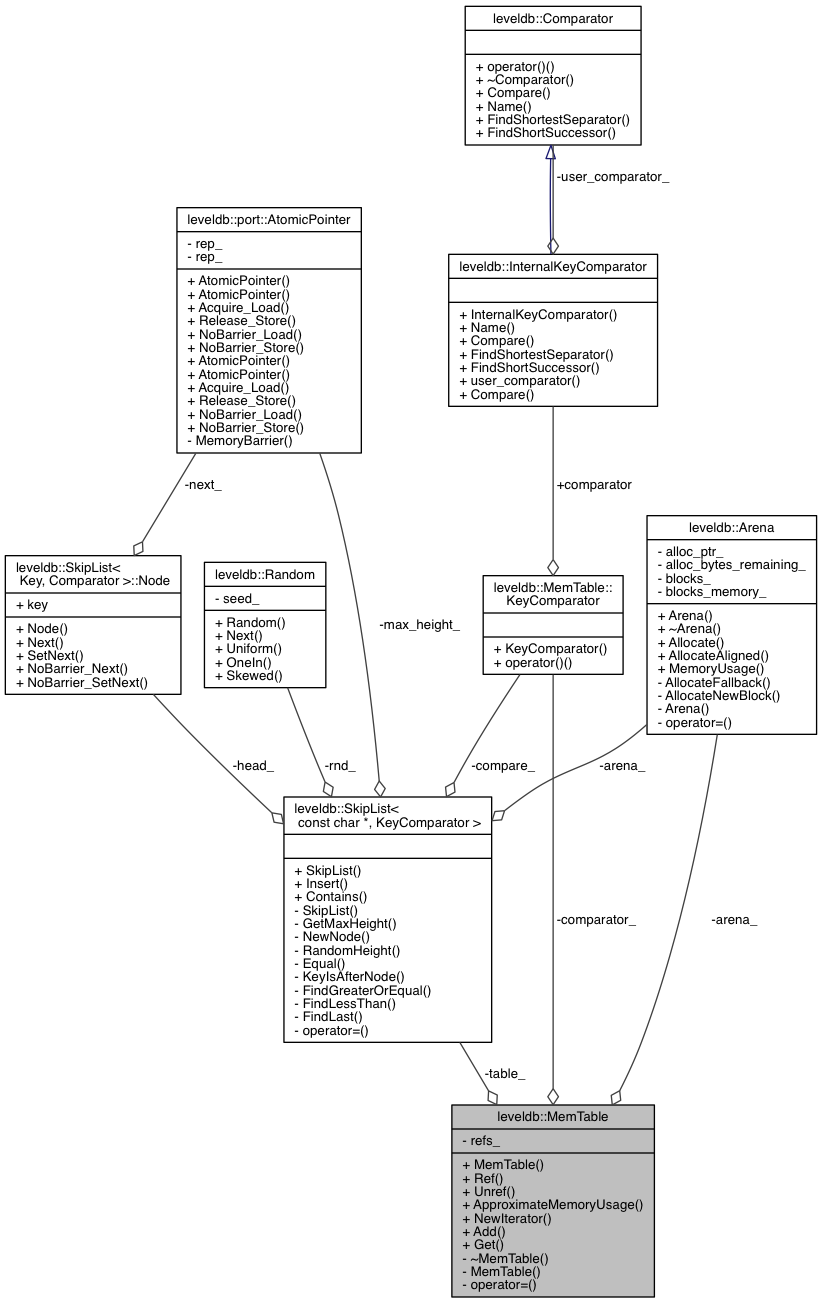 leveldb::Comparator
+ operator()()
+ ~Comparator()
+ Compare()
+ Name()
+ FindShortestSeparator()
+ FindShortSuccessor()
-user_comparator_
leveldb::port::AtomicPointer
- rep_
- rep_
+ AtomicPointer()
+ AtomicPointer()
+ Acquire_Load()
+ Release_Store()
+ NoBarrier_Load()
+ NoBarrier_Store()
+ AtomicPointer()
+ AtomicPointer()
+ Acquire_Load()
+ Release_Store()
+ NoBarrier_Load()
+ NoBarrier_Store()
- MemoryBarrier()
leveldb::InternalKeyComparator
+ InternalKeyComparator()
+ Name()
+ Compare()
+ FindShortestSeparator()
+ FindShortSuccessor()
+ user_comparator()
+ Compare()
-next_
+comparator
leveldb::SkipList<
Key, Comparator >::Node
+ key
+ Node()
+ Next()
+ SetNext()
+ NoBarrier_Next()
+ NoBarrier_SetNext()
leveldb::Random
- seed_
+ Random()
+ Next()
+ Uniform()
+ OneIn()
+ Skewed()
-max_height_
leveldb::MemTable::
KeyComparator
+ KeyComparator()
+ operator()()
leveldb::Arena
- alloc_ptr_
- alloc_bytes_remaining_
- blocks_
- blocks_memory_
+ Arena()
+ ~Arena()
+ Allocate()
+ AllocateAligned()
+ MemoryUsage()
- AllocateFallback()
- AllocateNewBlock()
- Arena()
- operator=()
-head_
-rnd_
-compare_
-arena_
leveldb::SkipList<
const char *, KeyComparator >
+ SkipList()
+ Insert()
+ Contains()
- SkipList()
- GetMaxHeight()
- NewNode()
- RandomHeight()
- Equal()
- KeyIsAfterNode()
- FindGreaterOrEqual()
- FindLessThan()
- FindLast()
- operator=()
-comparator_
-arena_
-table_
leveldb::MemTable
- refs_
+ MemTable()
+ Ref()
+ Unref()
+ ApproximateMemoryUsage()
+ NewIterator()
+ Add()
+ Get()
- ~MemTable()
- MemTable()
- operator=()